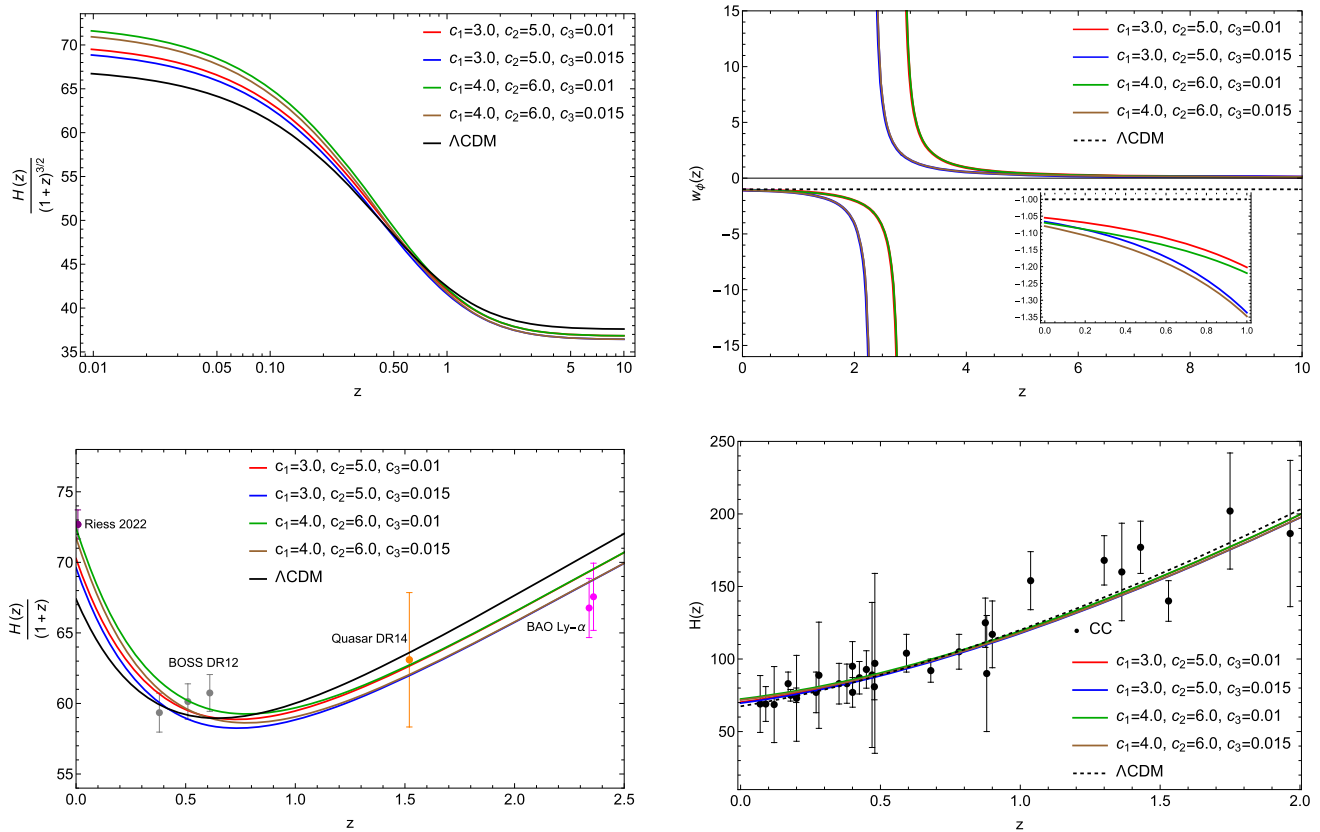 c₁=3.0, c₂=5.0, c₃=0.01
c₁=3.0, c₂=5.0, c₃=0.015
c₁=4.0, c₂=6.0, c₃=0.01
c₁=4.0, c₂=6.0, c₃=0.015
ΛCDM
70
65
60
55
50
45
40
35
0.01 0.05 0.10 0.50 1 5 10
H(z)
(1+z)^{3/2}
z
c₁=3.0, c₂=5.0, c₃=0.01
c₁=3.0, c₂=5.0, c₃=0.015
c₁=4.0, c₂=6.0, c₃=0.01
c₁=4.0, c₂=6.0, c₃=0.015
ΛCDM
15
10
5
0
−5
−10
−15
0 2 4 6 8 10
w_ϕ(z)
z
−1.00
−1.05
−1.10
−1.15
−1.20
−1.25
−1.30
−1.35
0.0 0.2 0.4 0.6 0.8 1.0
c₁=3.0, c₂=5.0, c₃=0.01
c₁=3.0, c₂=5.0, c₃=0.015
c₁=4.0, c₂=6.0, c₃=0.01
c₁=4.0, c₂=6.0, c₃=0.015
ΛCDM
Riess 2022
BOSS DR12
Quasar DR14
BAO Ly−α
75
70
65
60
55
0.0 0.5 1.0 1.5 2.0 2.5
H(z)
(1+z)
z
250
200
150
100
50
0
0.0 0.5 1.0 1.5 2.0
H(z)
z
CC
c₁=3.0, c₂=5.0, c₃=0.01
c₁=3.0, c₂=5.0, c₃=0.015
c₁=4.0, c₂=6.0, c₃=0.01
c₁=4.0, c₂=6.0, c₃=0.015
ΛCDM